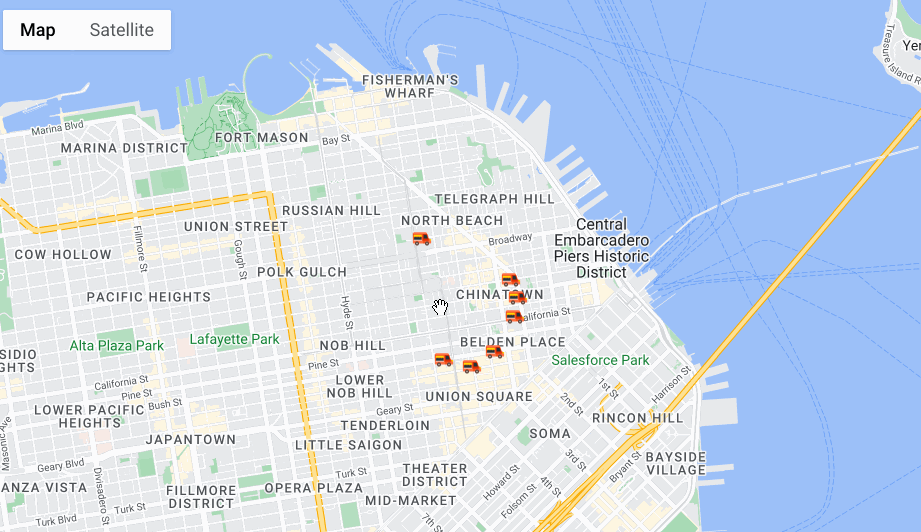 Map
Satellite
Yer
Treasure Island R
FISHERMAN'S
WHARF
Marina Blvd
FORT MASON
Bay St
MARINA DISTRICT
TELEGRAPH HILL
RUSSIAN HILL
NORTH BEACH
UNION STREET
Broadway
Central
Embarcadero
Piers Historic
District
COW HOLLOW
Fillmore St
Gough St
POLK GULCH
PACIFIC HEIGHTS
CHINATOWN
Hyde St
California St
Alta Plaza Park
Lafayette Park
NOB HILL
BELDEN PLACE
SIDIO
GHTS
Pine St
Salesforce Park
California St
LOWER
NOB HILL
1st St
Harrison St
Pine St
Bush St
UNION SQUARE
2nd St
LOWER PACIFIC
HEIGHTS
Geary St
RINCON HILL
TENDERLOIN
SOMA
JAPANTOWN
LITTLE SAIGON
Masonic Ave
Geary Blvd
3rd St
Bryant St
BAYSIDE
VILLAGE
Divisadero St
Turk St
THEATER
DISTRICT
Howard St
4th St
ANZA VISTA
FILLMORE
DISTRICT
OPERA PLAZA
MID-MARKET
Folsom St
Turk St
Turk Blvd
7th St